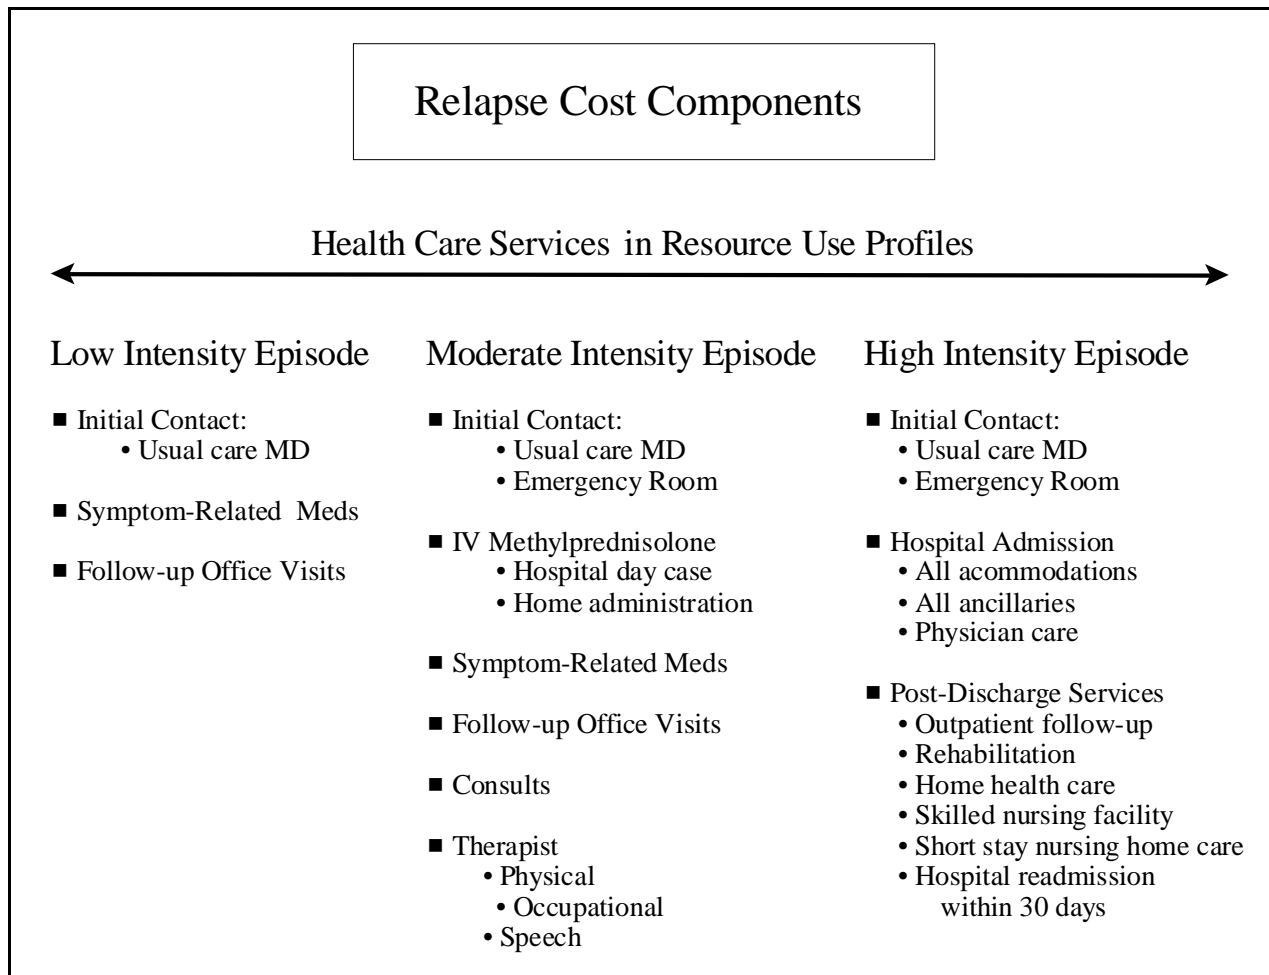 Relapse Cost Components
Health Care Services in Resource Use Profiles
Low Intensity Episode
■ Initial Contact:
• Usual care MD
■ Symptom-Related Meds
■ Follow-up Office Visits
Moderate Intensity Episode
■ Initial Contact:
• Usual care MD
• Emergency Room
■ IV Methylprednisolone
• Hospital day case
• Home administration
■ Symptom-Related Meds
■ Follow-up Office Visits
■ Consults
■ Therapist
• Physical
• Occupational
• Speech
High Intensity Episode
■ Initial Contact:
• Usual care MD
• Emergency Room
■ Hospital Admission
• All acommodations
• All ancillaries
• Physician care
■ Post-Discharge Services
• Outpatient follow-up
• Rehabilitation
• Home health care
• Skilled nursing facility
• Short stay nursing home care
• Hospital readmission
within 30 days